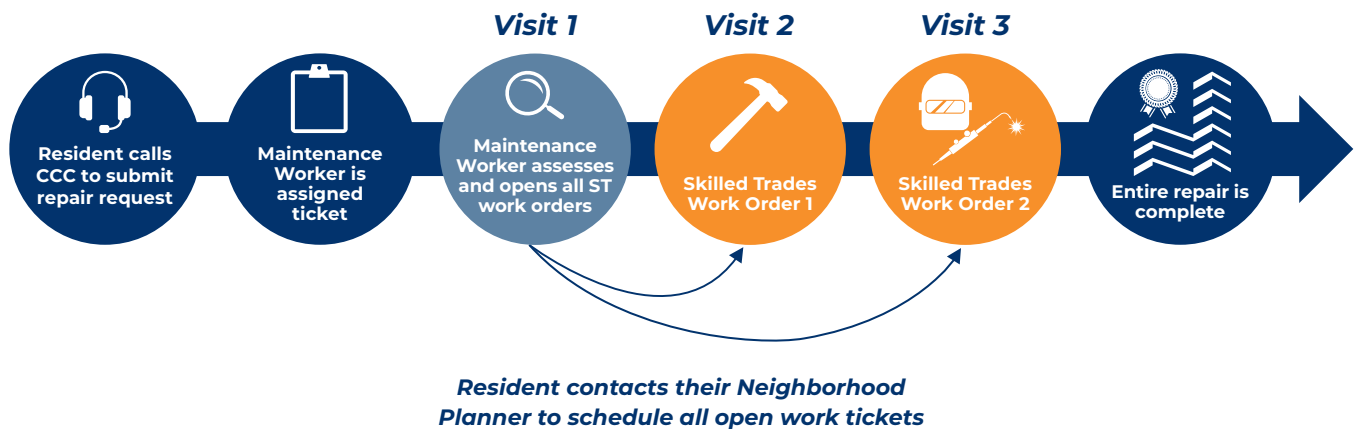 Visit 1
Visit 2
Visit 3
Resident calls
CCC to submit
repair request
Maintenance
Worker is
assigned
ticket
Maintenance
Worker assesses
and opens all ST
work orders
Skilled Trades
Work Order 1
Skilled Trades
Work Order 2
Entire repair is
complete
Resident contacts their Neighborhood
Planner to schedule all open work tickets